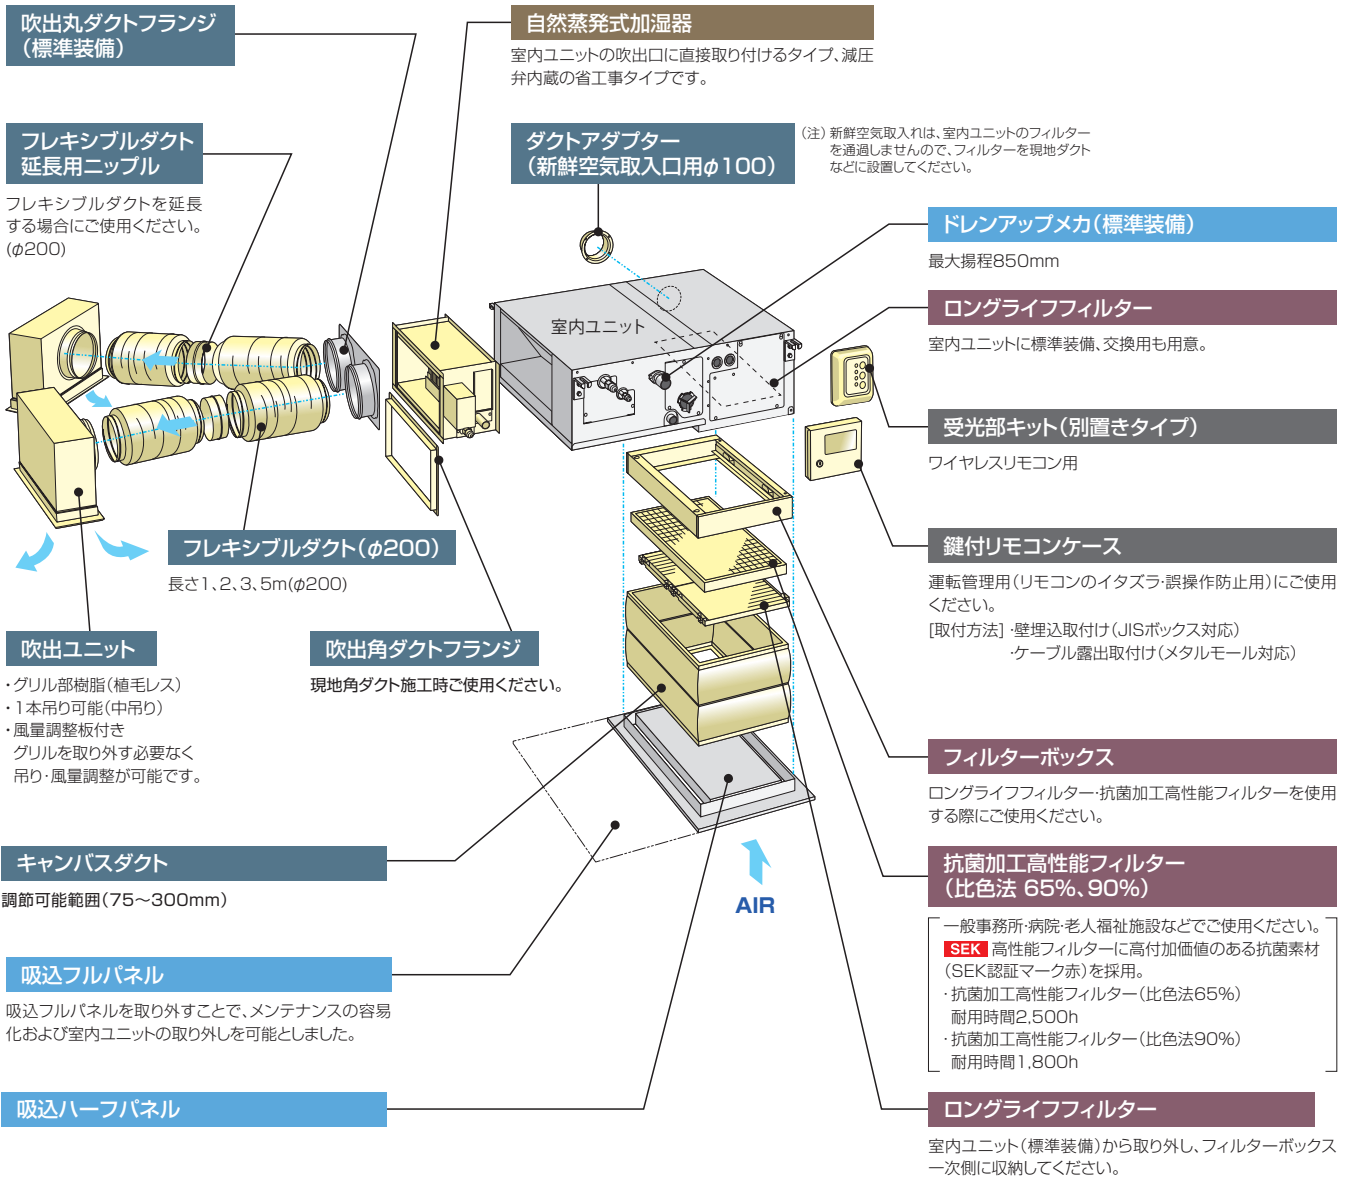 吹出丸ダクトフランジ
(標準装備)
自然蒸発式加湿器
室内ユニットの吹出口に直接取り付けるタイプ、減圧
弁内蔵の省工事タイプです。
フレキシブルダクト
延長用ニップル
フレキシブルダクトを延長
する場合にご使用ください。
(φ200)
ダクトアダプター
(新鮮空気取入口用φ100)
(注) 新鮮空気取入れは、室内ユニットのフィルター
を通過しませんので、フィルターを現地ダクト
などに設置してください。
ドレンアップメカ(標準装備)
最大揚程850mm
ロングライフフィルター
室内ユニットに標準装備、交換用も用意。
室内ユニット
受光部キット(別置きタイプ)
ワイヤレスリモコン用
鍵付リモコンケース
運転管理用(リモコンのイタズラ・誤操作防止用)にご使用
ください。
[取付方法] ・壁埋込取付け(JISボックス対応)
・ケーブル露出取付け(メタルモール対応)
フレキシブルダクト(φ200)
長さ1、2、3、5m(φ200)
吹出ユニット
・グリル部樹脂(植毛レス)
・1本吊り可能(中吊り)
・風量調整板付き
グリルを取り外す必要なく
吊り・風量調整が可能です。
吹出角ダクトフランジ
現地角ダクト施工時ご使用ください。
フィルターボックス
ロングライフフィルター・抗菌加工高性能フィルターを使用
する際にご使用ください。
キャンバスダクト
調節可能範囲(75〜300mm)
抗菌加工高性能フィルター
(比色法 65%、90%)
一般事務所・病院・老人福祉施設などでご使用ください。
SEK 高性能フィルターに高付加価値のある抗菌素材
(SEK認証マーク赤)を採用。
・抗菌加工高性能フィルター(比色法65%)
耐用時間2,500h
・抗菌加工高性能フィルター(比色法90%)
耐用時間1,800h
AIR
吸込フルパネル
吸込フルパネルを取り外すことで、メンテナンスの容易
化および室内ユニットの取り外しを可能としました。
吸込ハーフパネル
ロングライフフィルター
室内ユニット(標準装備)から取り外し、フィルターボックス
一次側に収納してください。